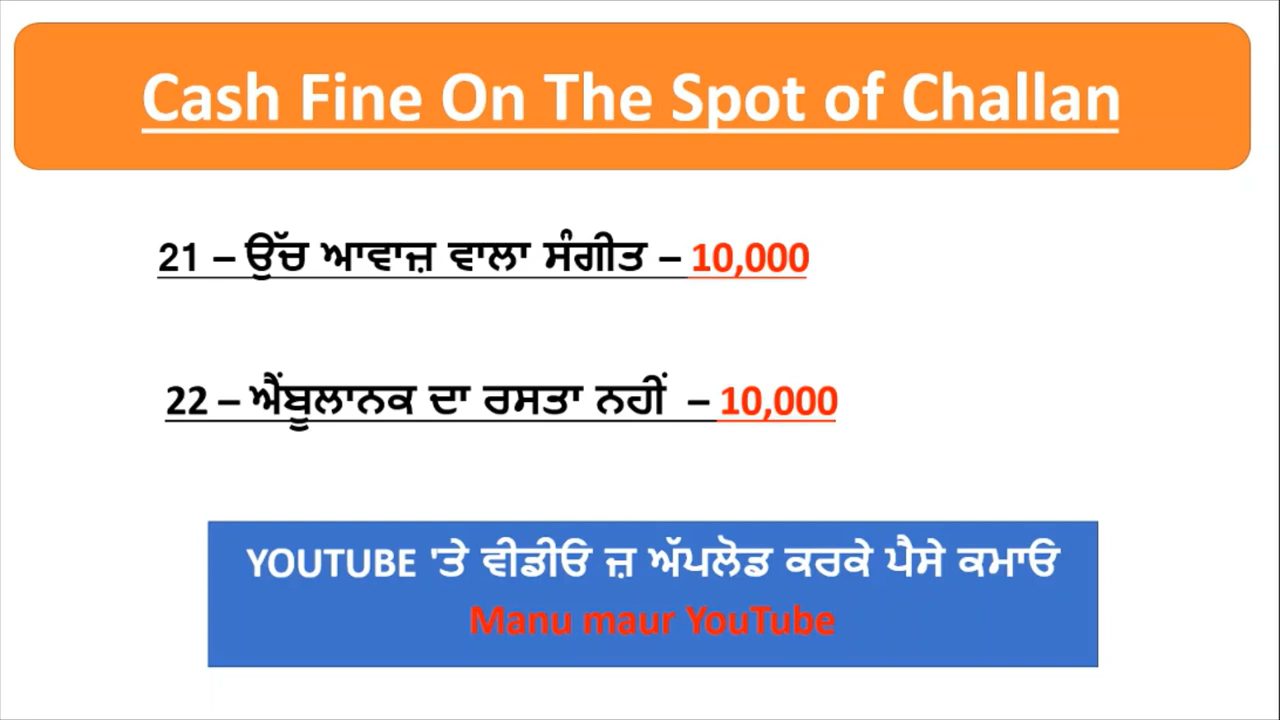 Cash Fine On The Spot of Challan
21 – ਉੱਚ ਆਵਾਜ਼ ਵਾਲਾ ਸੰਗੀਤ – 10,000
22 – ਐਂਬੂਲਾਨਕ ਦਾ ਰਸਤਾ ਨਹੀਂ – 10,000
YOUTUBE 'ਤੇ ਵੀਡੀਓ ਜ਼ ਅੱਪਲੋਡ ਕਰਕੇ ਪੈਸੇ ਕਮਾਓ
Manu maur YouTube